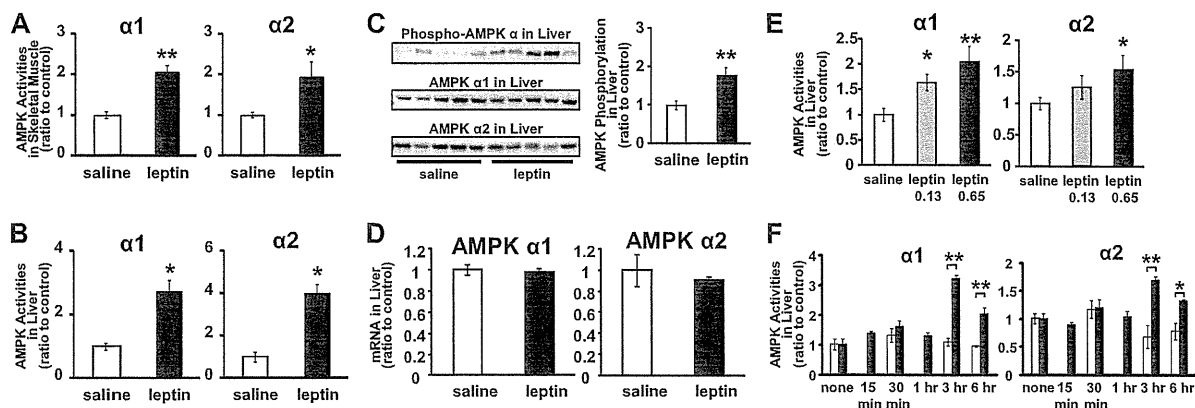 A
α1
α2
AMPK Activities
in Skeletal Muscle
(ratio to control)
3
2
1
0
**
saline
leptin
3
2
1
0
*
saline
leptin
B
α1
α2
AMPK Activities
in Liver
(ratio to control)
4
2
0
*
saline
leptin
6
4
2
0
*
saline
leptin
C
Phospho-AMPK α in Liver
AMPK α1 in Liver
AMPK α2 in Liver
saline
leptin
AMPK Phosphorylation
in Liver
(ratio to control)
3
2
1
0
**
saline
leptin
D
AMPK α1
AMPK α2
mRNA in Liver
(ratio to control)
1.2
1
0.8
0.6
0.4
0.2
0
saline
leptin
1.2
1
0.8
0.6
0.4
0.2
0
saline
leptin
E
α1
α2
AMPK Activities
in Liver
(ratio to control)
2.5
2
1.5
1
0.5
0
*
**
saline
leptin
0.13
leptin
0.65
2
1.5
1
0.5
0
*
saline
leptin
0.13
leptin
0.65
F
α1
α2
AMPK Activities
in Liver
(ratio to control)
4
3
2
1
0
**
**
none 15 30 1 hr 3 hr 6 hr
min min
2
1.5
1
0.5
0
**
*
none 15 30 1 hr 3 hr 6 hr
min min